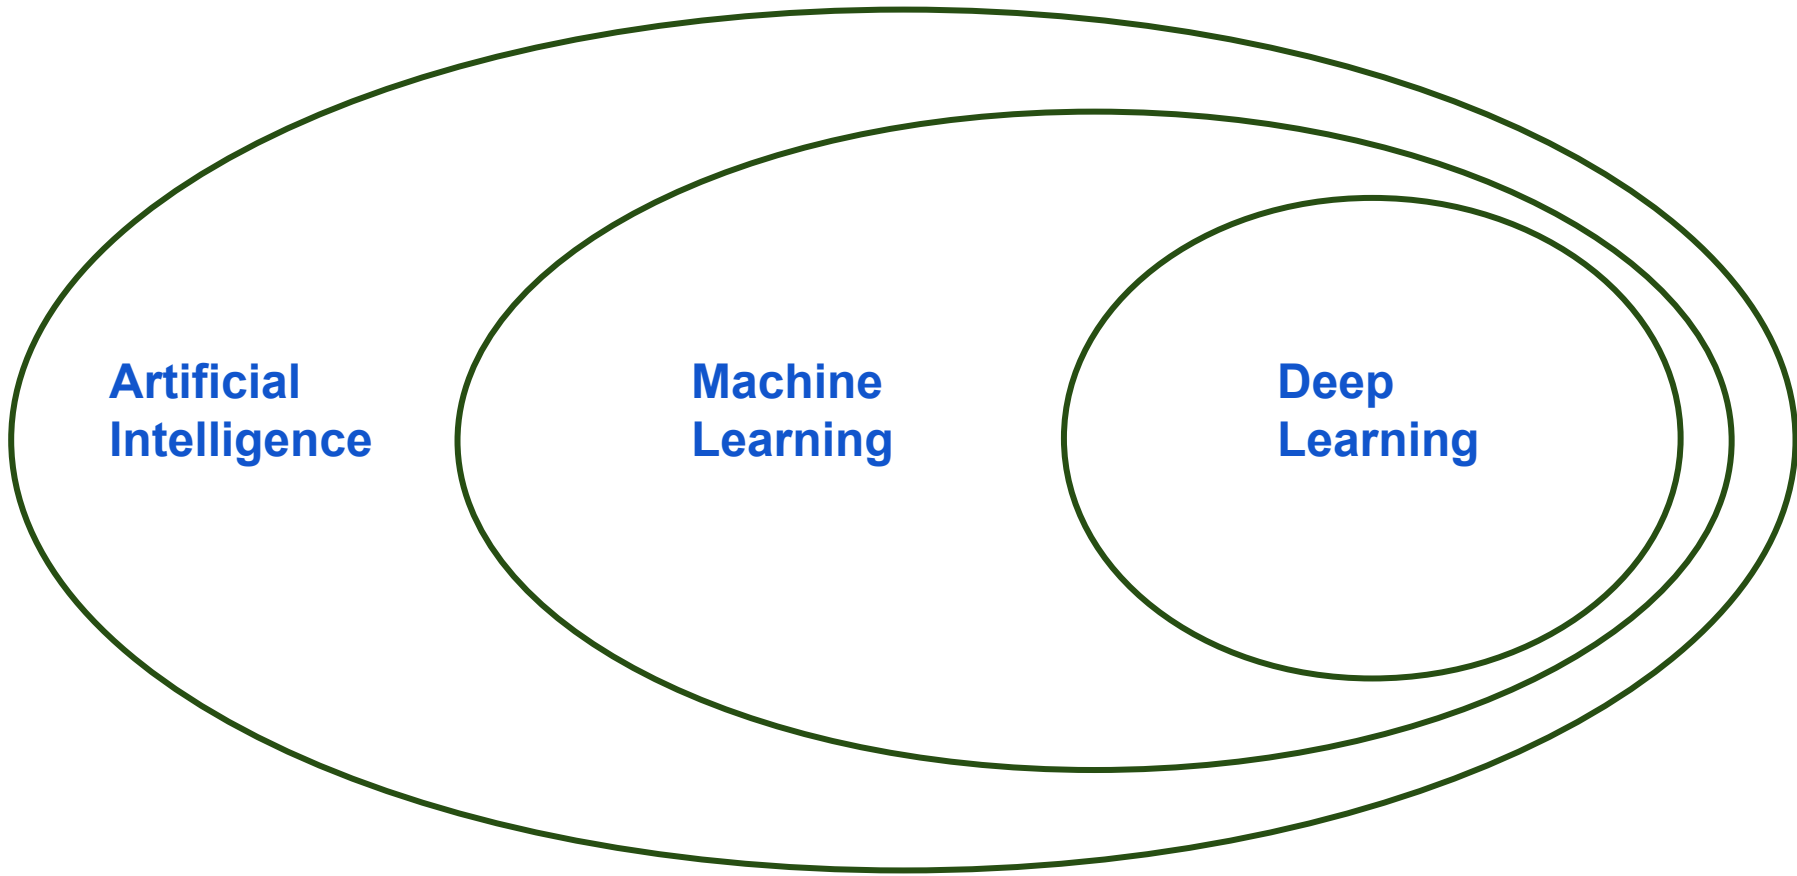 Artificial
Intelligence
Machine
Learning
Deep
Learning